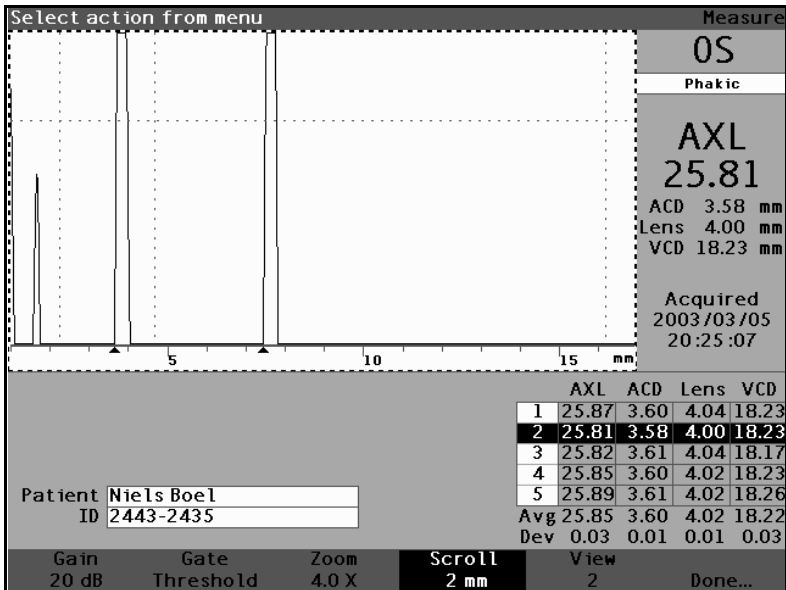 Select action from menu Measure
OS
Phakic
AXL
25.81
ACD 3.58 mm
Lens 4.00 mm
VCD 18.23 mm
Acquired
2003/03/05
20:25:07
5 10 15 mm
AXL ACD Lens VCD
1 25.87 3.60 4.04 18.23
2 25.81 3.58 4.00 18.23
3 25.82 3.61 4.04 18.17
4 25.85 3.60 4.02 18.23
5 25.89 3.61 4.02 18.26
Avg 25.85 3.60 4.02 18.22
Dev 0.03 0.01 0.01 0.03
Patient Niels Boel
ID 2443-2435
Gain Gate Zoom Scroll View
20 dB Threshold 4.0 X 2 mm 2 Done...